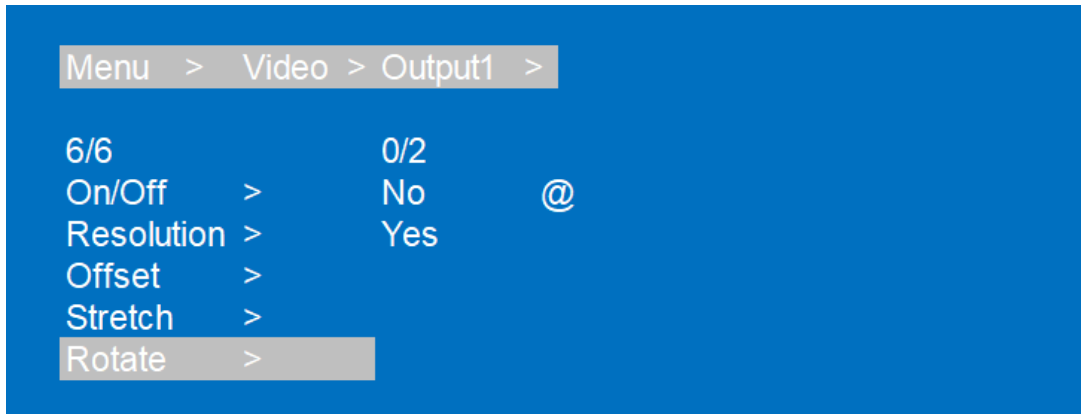 Menu > Video > Output1 >
6/6 0/2
On/Off > No @
Resolution > Yes
Offset >
Stretch >
Rotate >